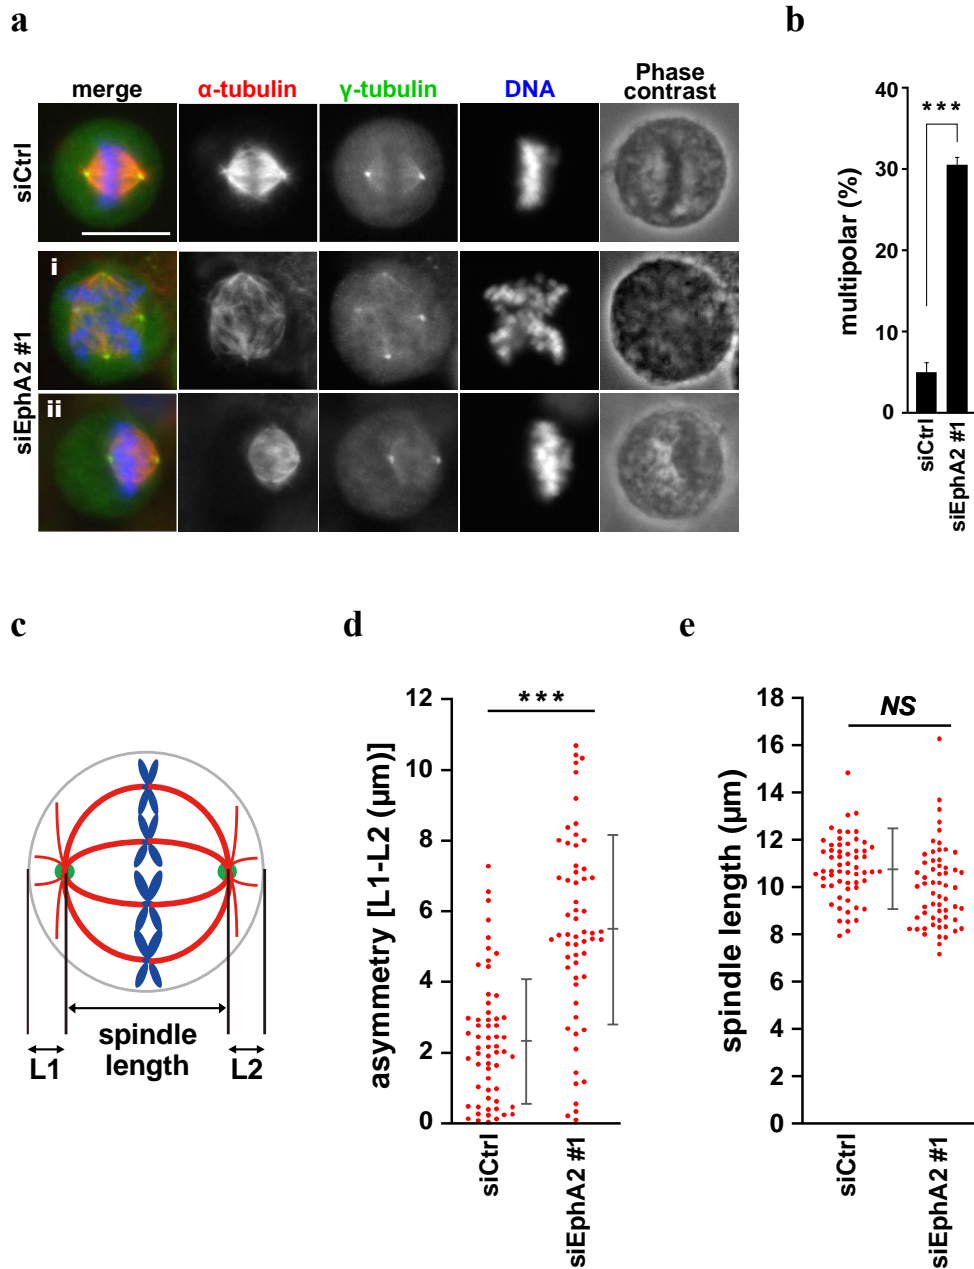 a
merge
α-tubulin
γ-tubulin
DNA
Phase
contrast
siCtrl
siEphA2 #1
i
ii
b
multipolar (%)
40
30
20
10
0
***
siCtrl
siEphA2 #1
c
spindle
length
L1
L2
d
asymmetry [L1-L2 (μm)]
12
10
8
6
4
2
0
***
siCtrl
siEphA2 #1
e
spindle length (μm)
18
16
14
12
10
8
6
4
2
0
NS
siCtrl
siEphA2 #1